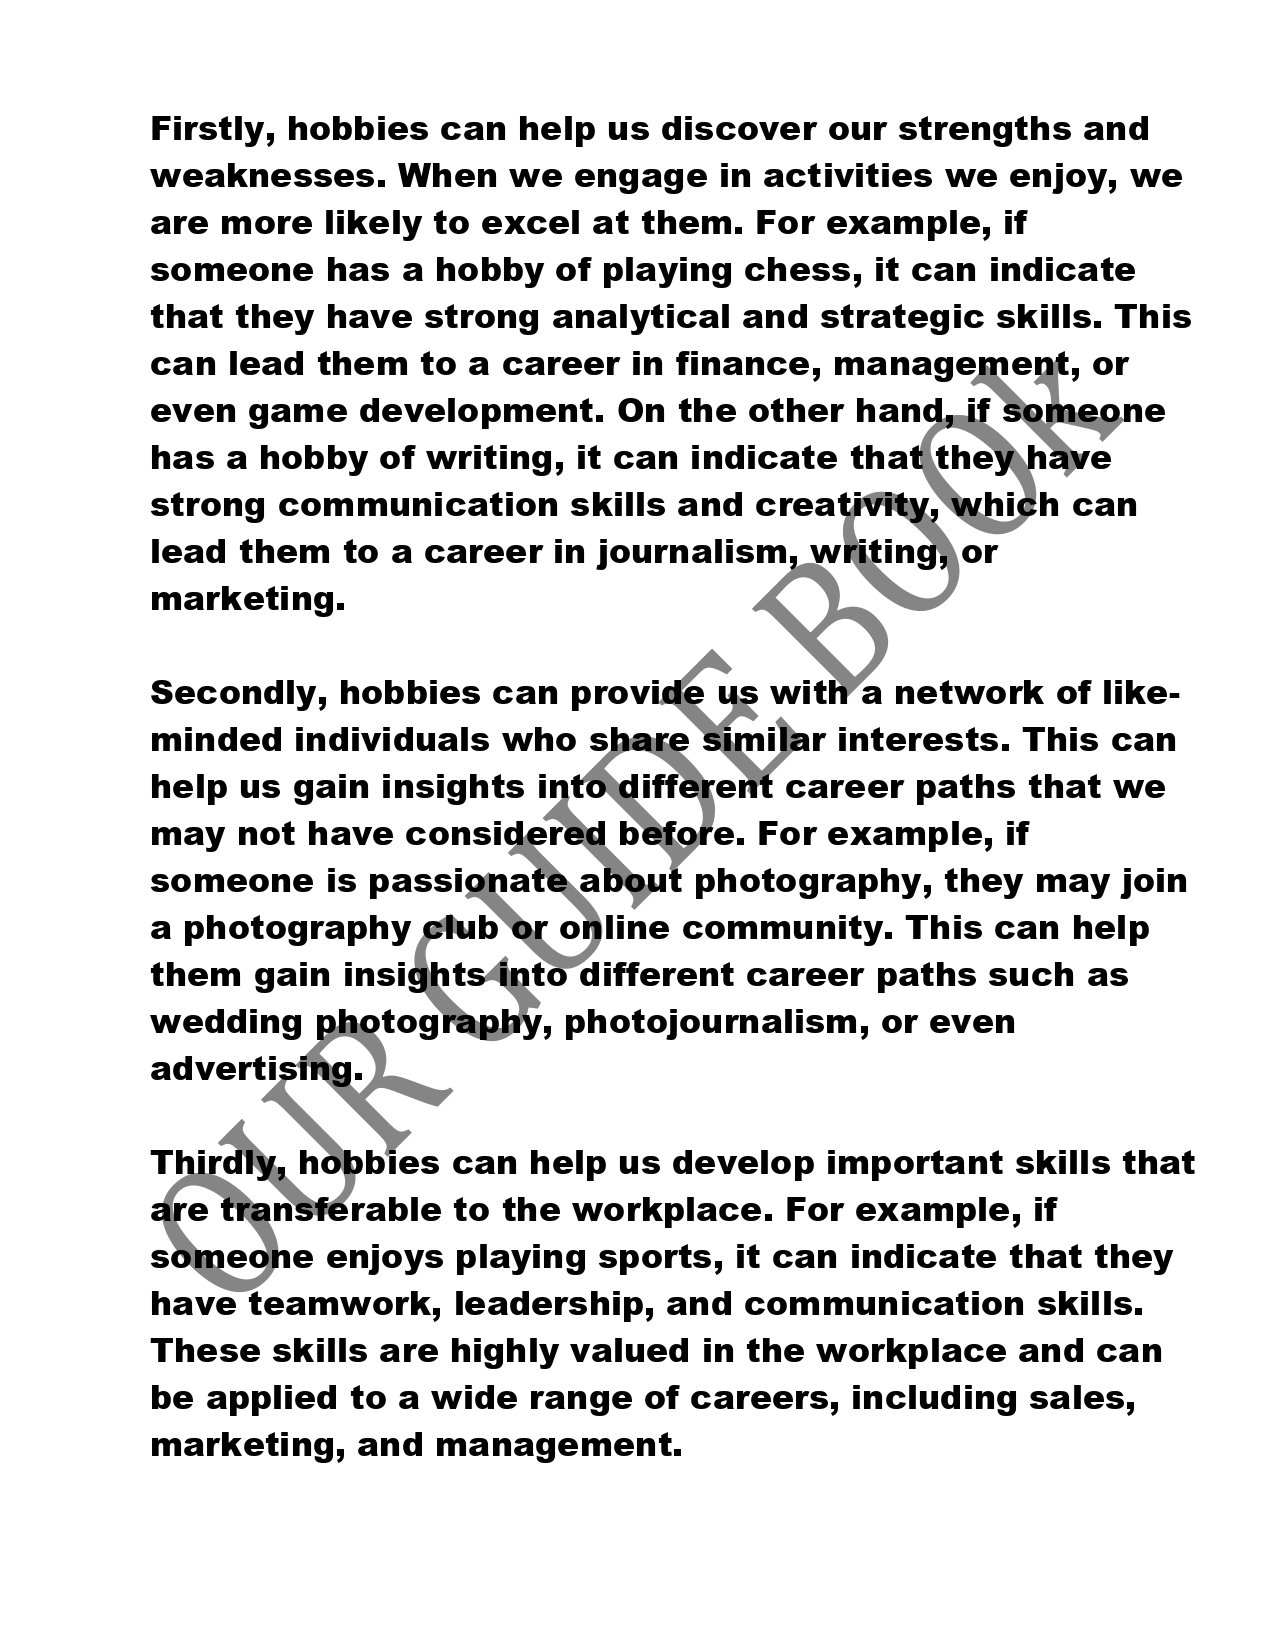 Firstly, hobbies can help us discover our strengths and
weaknesses. When we engage in activities we enjoy, we
are more likely to excel at them. For example, if
someone has a hobby of playing chess, it can indicate
that they have strong analytical and strategic skills. This
can lead them to a career in finance, management, or
even game development. On the other hand, if someone
has a hobby of writing, it can indicate that they have
strong communication skills and creativity, which can
lead them to a career in journalism, writing, or
marketing.
Secondly, hobbies can provide us with a network of like-
minded individuals who share similar interests. This can
help us gain insights into different career paths that we
may not have considered before. For example, if
someone is passionate about photography, they may join
a photography club or online community. This can help
them gain insights into different career paths such as
wedding photography, photojournalism, or even
advertising.
Thirdly, hobbies can help us develop important skills that
are transferable to the workplace. For example, if
someone enjoys playing sports, it can indicate that they
have teamwork, leadership, and communication skills.
These skills are highly valued in the workplace and can
be applied to a wide range of careers, including sales,
marketing, and management.
OUR GUIDE BOOk